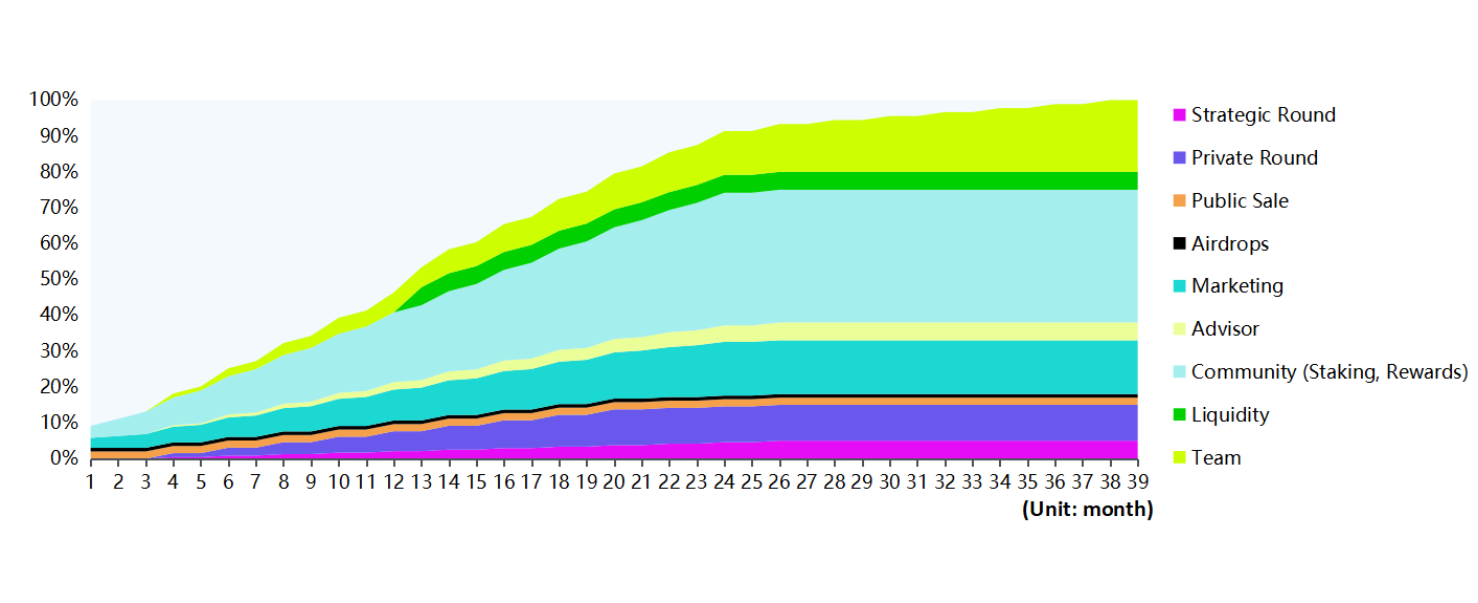 100%
90%
80%
70%
60%
50%
40%
30%
20%
10%
0%
1 2 3 4 5 6 7 8 9 10 11 12 13 14 15 16 17 18 19 20 21 22 23 24 25 26 27 28 29 30 31 32 33 34 35 36 37 38 39
(Unit: month)
Strategic Round
Private Round
Public Sale
Airdrops
Marketing
Advisor
Community (Staking, Rewards)
Liquidity
Team